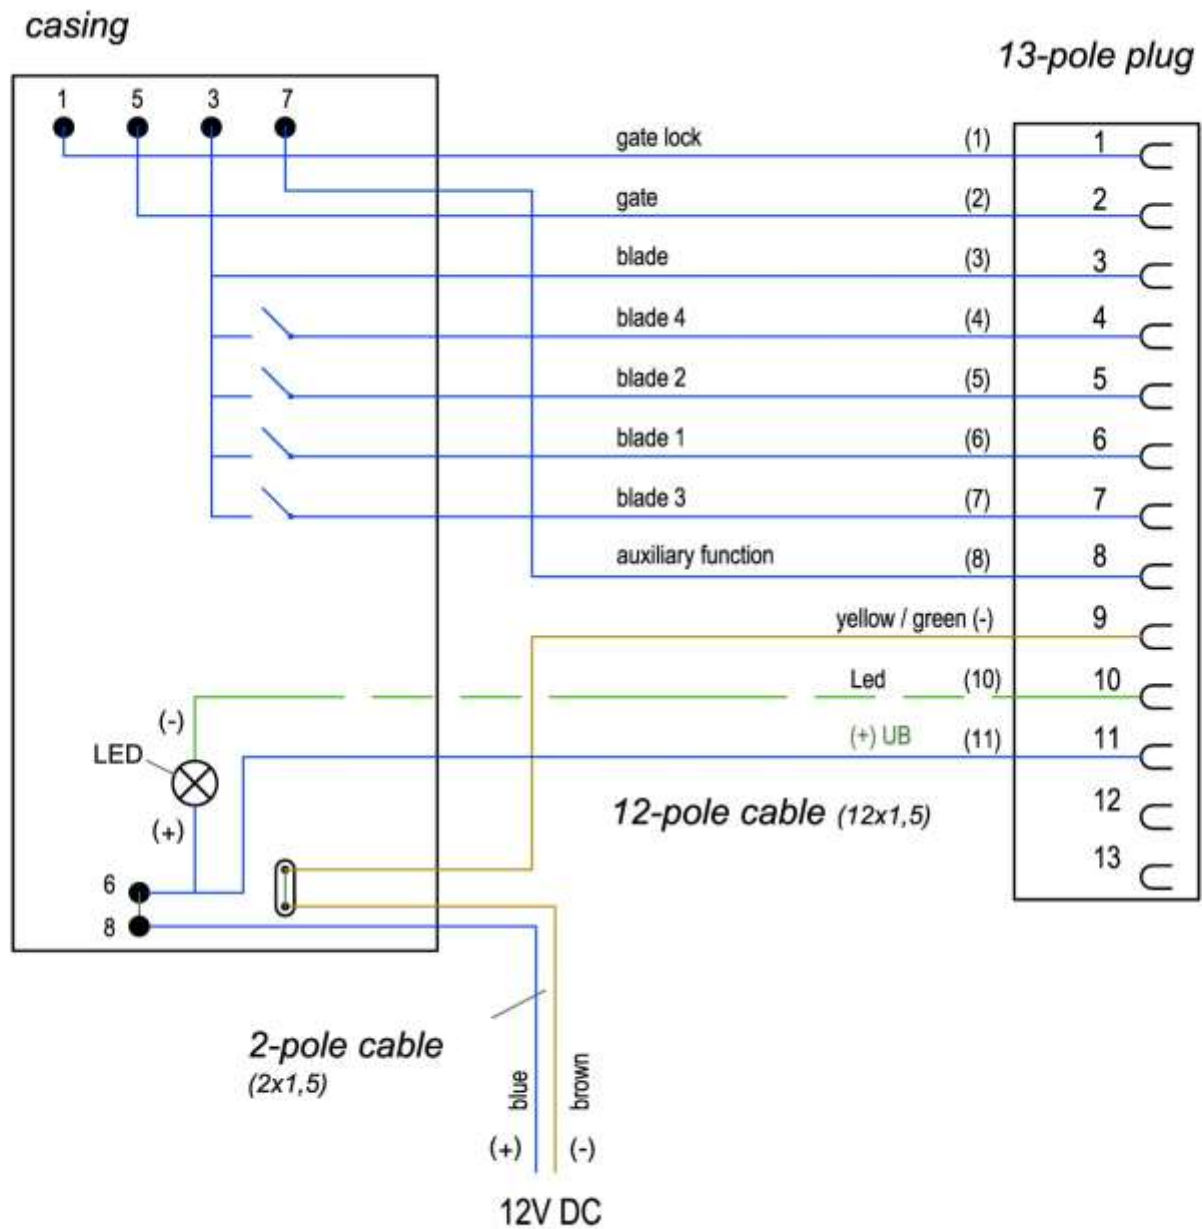 casing
13-pole plug
1 5 3 7
gate lock (1) 1
gate (2) 2
blade (3) 3
blade 4 (4) 4
blade 2 (5) 5
blade 1 (6) 6
blade 3 (7) 7
auxiliary function (8) 8
yellow / green (-) 9
Led (10) 10
(-)
(+) UB (11) 11
LED
12-pole cable (12x1,5) 12
(+)
13
6
8
2-pole cable
(2x1,5)
blue
brown
(+) (-)
12V DC